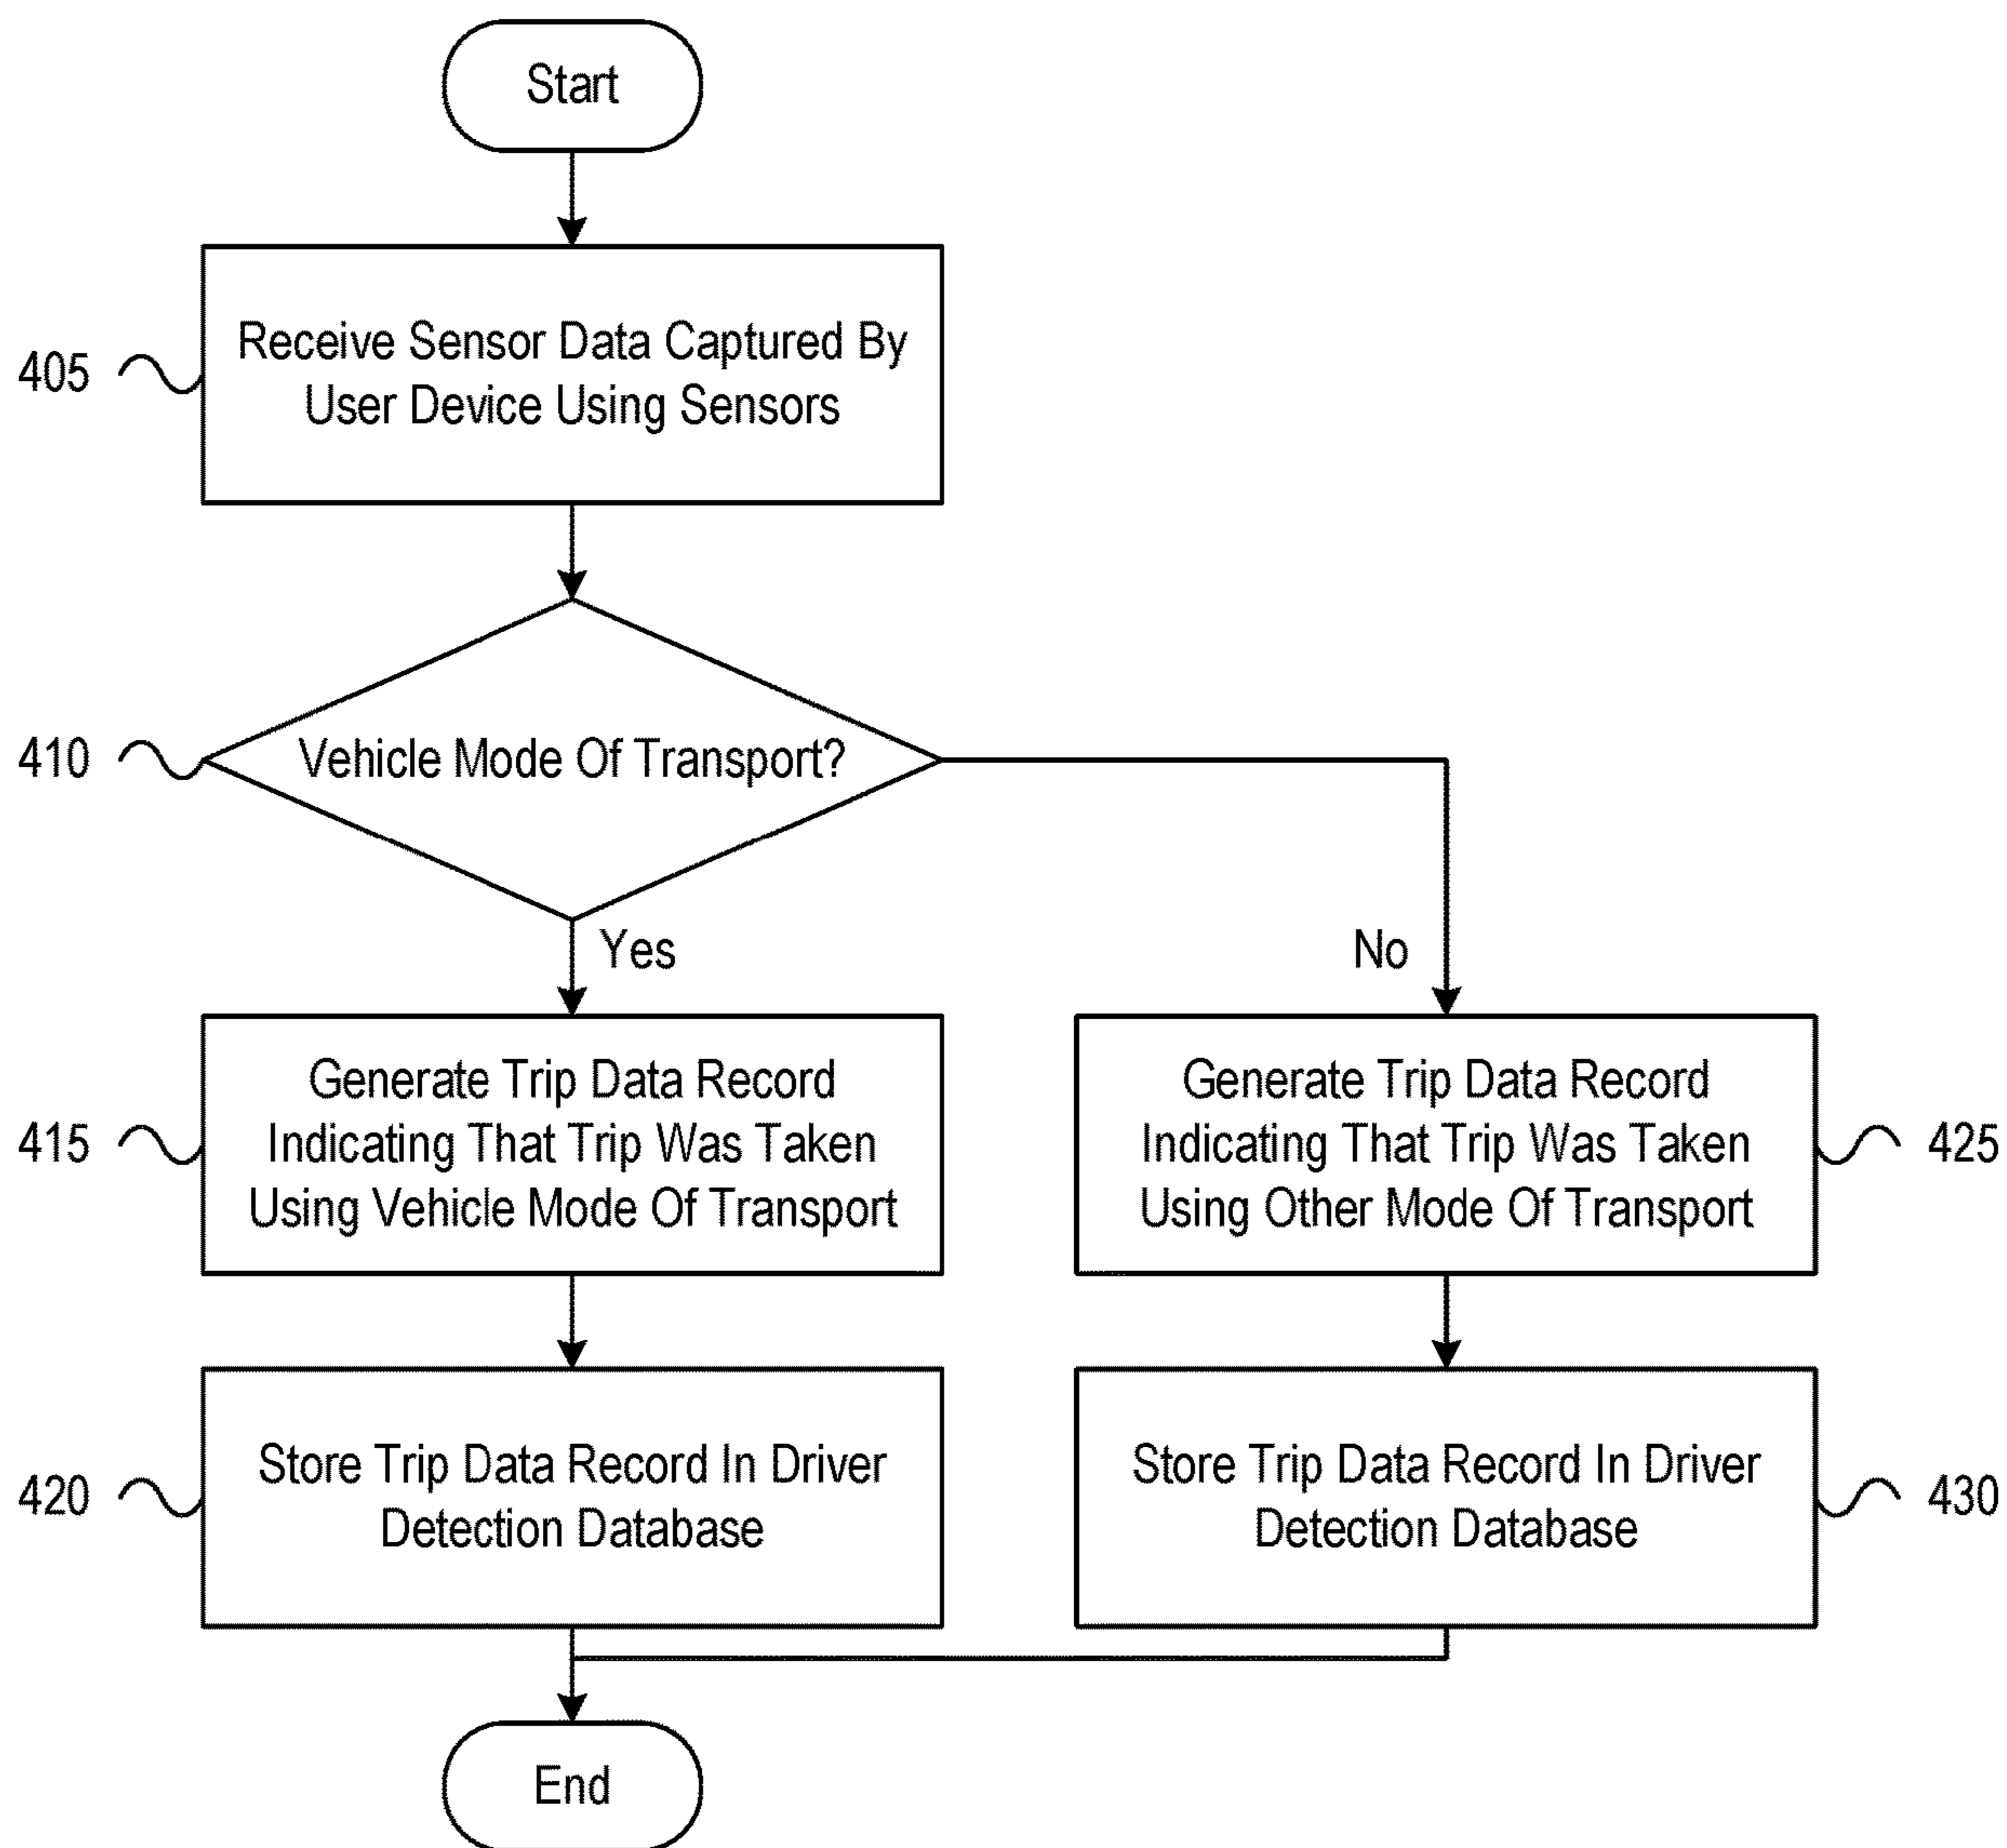 Start
405
Receive Sensor Data Captured By
User Device Using Sensors
410
Vehicle Mode Of Transport?
Yes
No
415
Generate Trip Data Record
Indicating That Trip Was Taken
Using Vehicle Mode Of Transport
Generate Trip Data Record
Indicating That Trip Was Taken
Using Other Mode Of Transport
425
420
Store Trip Data Record In Driver
Detection Database
Store Trip Data Record In Driver
Detection Database
430
End